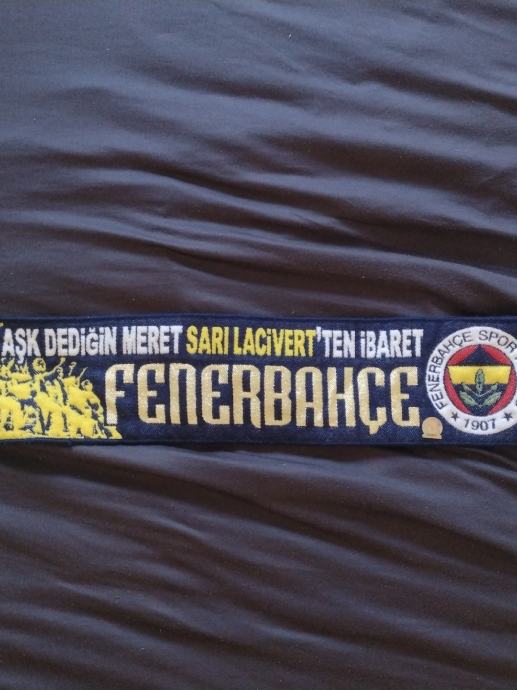 AŞK DEDİĞİN MERET SARI LACİVERT'TEN İBARET
FENERBAHÇE
FENERBAHÇE SPOR
★ 1907 ★